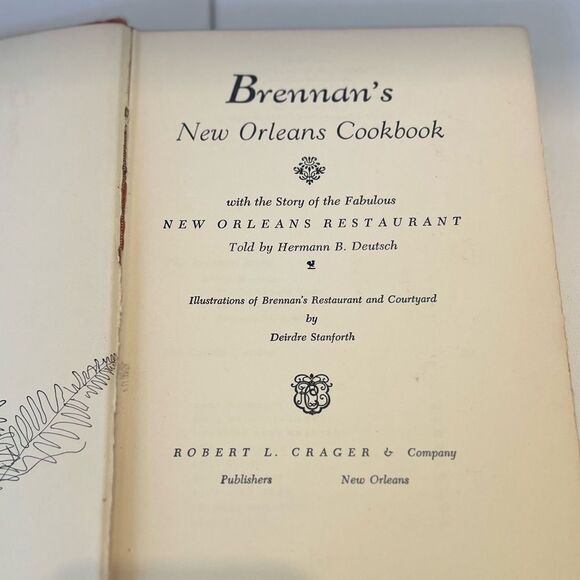 Brennan's
New Orleans Cookbook
with the Story of the Fabulous
NEW ORLEANS RESTAURANT
Told by Hermann B. Deutsch
Illustrations of Brennan's Restaurant and Courtyard
by
Deirdre Stanforth
ROBERT L. CRAGER & Company
Publishers New Orleans